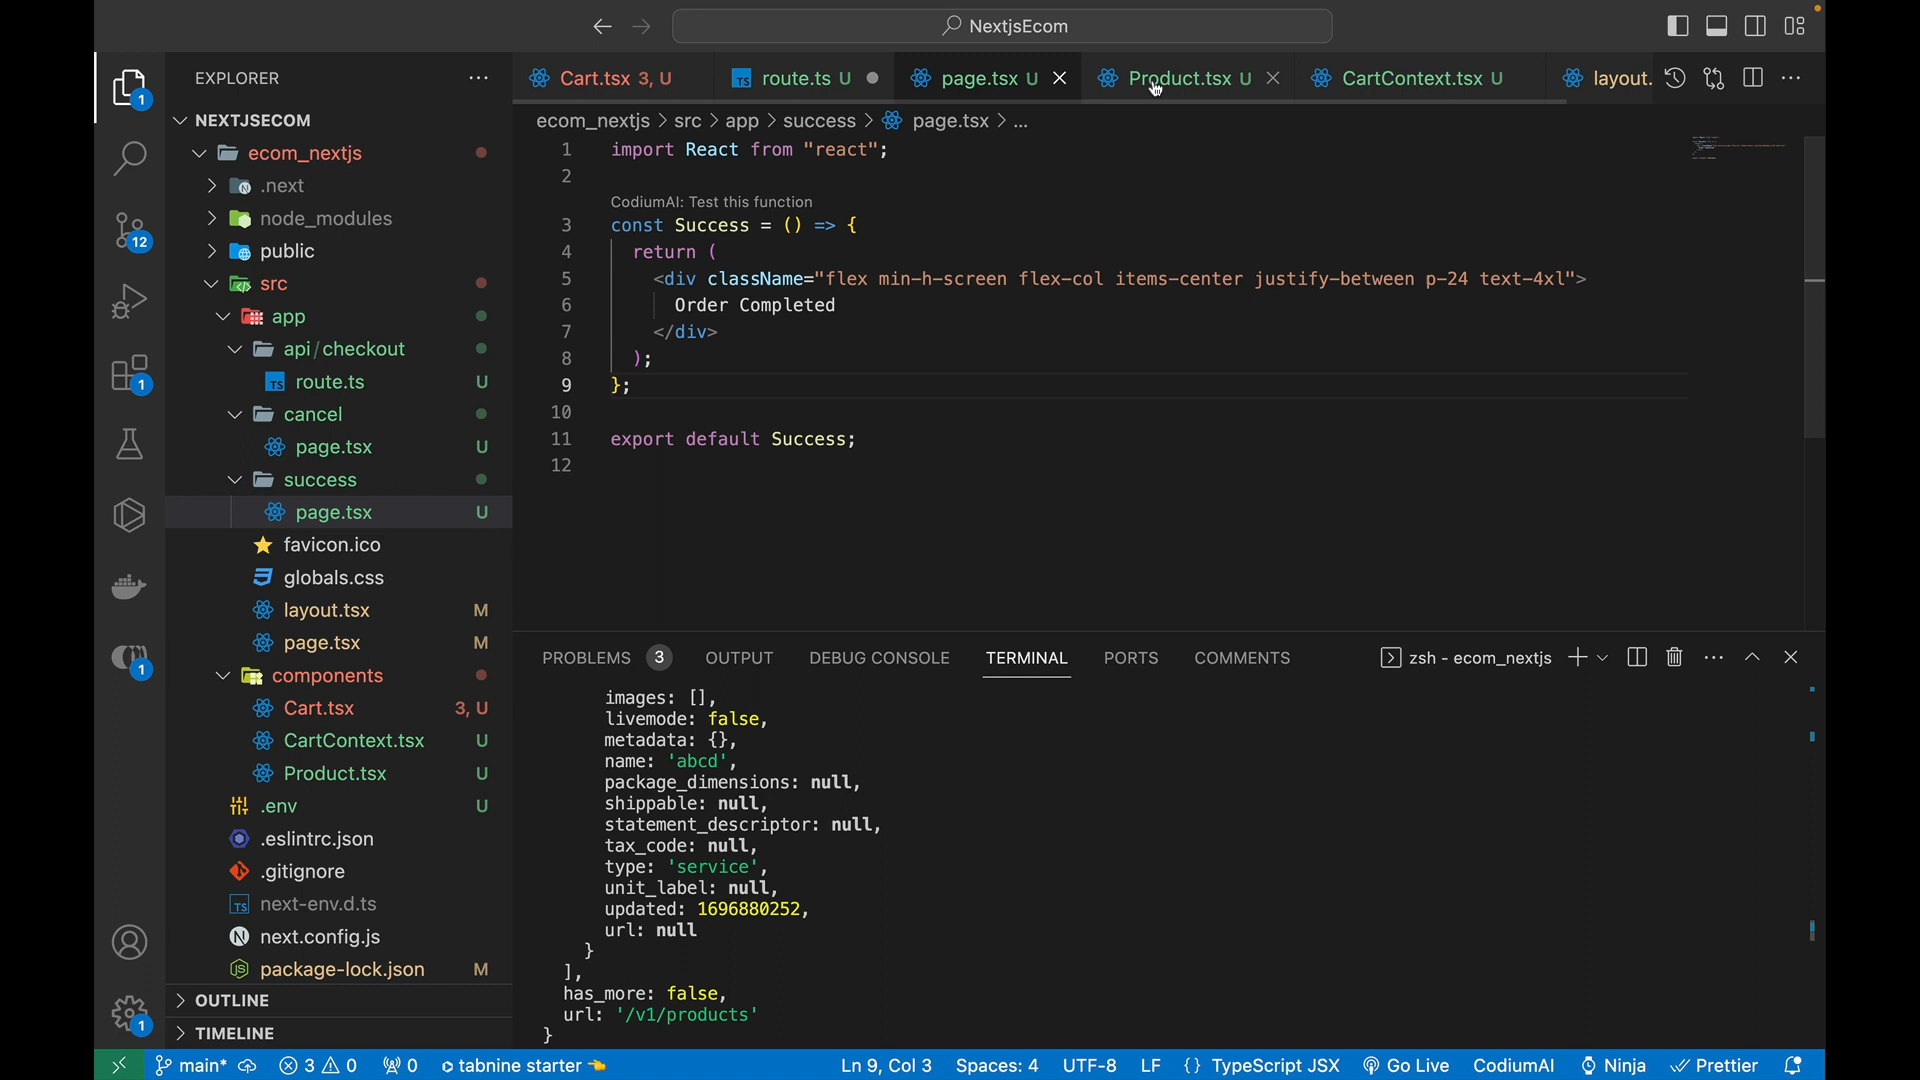 NextjsEcom
EXPLORER
Cart.tsx 3, U
route.ts U
page.tsx U
Product.tsx U
CartContext.tsx U
layout.
1
NEXTJSECOM
ecom_nextjs > src > app > success > page.tsx > ...
ecom_nextjs
.next
node_modules
public
src
app
api/checkout
route.ts U
cancel
page.tsx U
success
page.tsx U
favicon.ico
globals.css
layout.tsx M
page.tsx M
components
Cart.tsx 3, U
CartContext.tsx U
Product.tsx U
.env U
.eslintrc.json
.gitignore
next-env.d.ts
next.config.js
package-lock.json M
OUTLINE
TIMELINE
12
1
1
1
1 import React from "react";
2
CodiumAI: Test this function
3 const Success = () => {
4 return (
5 <div className="flex min-h-screen flex-col items-center justify-between p-24 text-4xl">
6 Order Completed
7 </div>
8 );
9 };
10
11 export default Success;
12
PROBLEMS 3 OUTPUT DEBUG CONSOLE TERMINAL PORTS COMMENTS
zsh - ecom_nextjs
images: [],
livemode: false,
metadata: {},
name: 'abcd',
package_dimensions: null,
shippable: null,
statement_descriptor: null,
tax_code: null,
type: 'service',
unit_label: null,
updated: 1696880252,
url: null
}
],
has_more: false,
url: '/v1/products'
}
main* 3 0 0 tabnine starter Ln 9, Col 3 Spaces: 4 UTF-8 LF {} TypeScript JSX Go Live CodiumAI Ninja Prettier